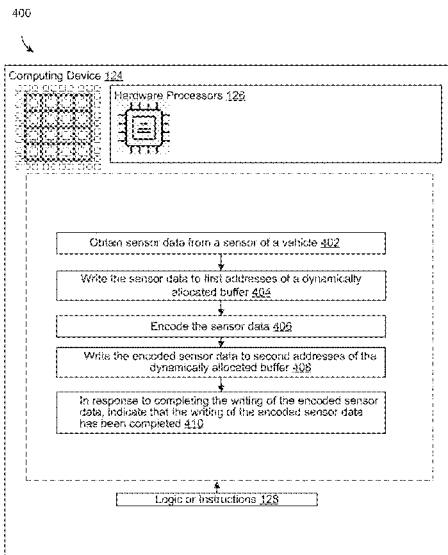 400
Computing Device 124
Hardware Processors 126
Obtain sensor data from a sensor of a vehicle 402
Write the sensor data to first addresses of a dynamically
allocated buffer 404
Encode the sensor data 406
Write the encoded sensor data to second addresses of the
dynamically allocated buffer 408
In response to completing the writing of the encoded sensor
data, indicate that the writing of the encoded sensor data
has been completed 410
Logic or Instructions 128